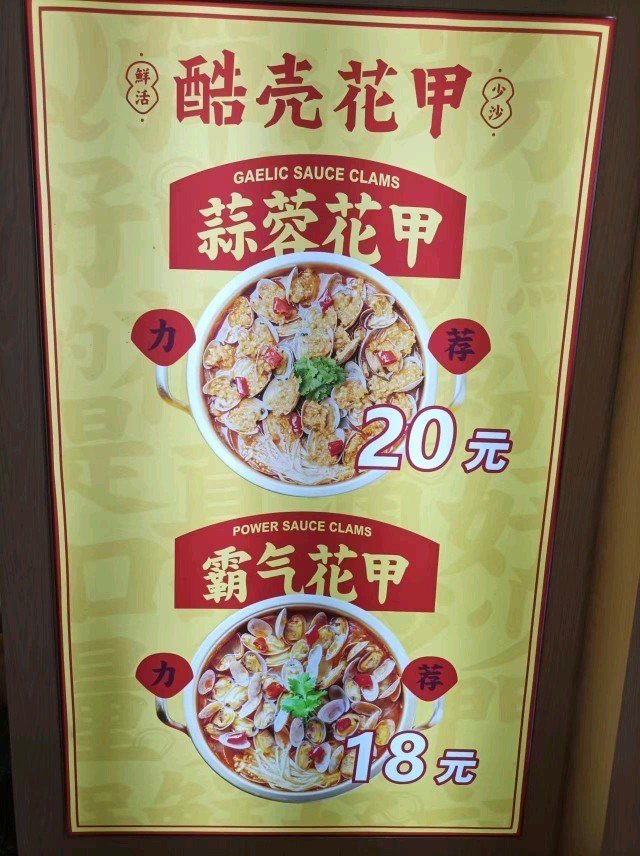 鲜活
酷壳花甲
少沙
GAELIC SAUCE CLAMS
蒜蓉花甲
力荐
20元
POWER SAUCE CLAMS
霸气花甲
力荐
18元